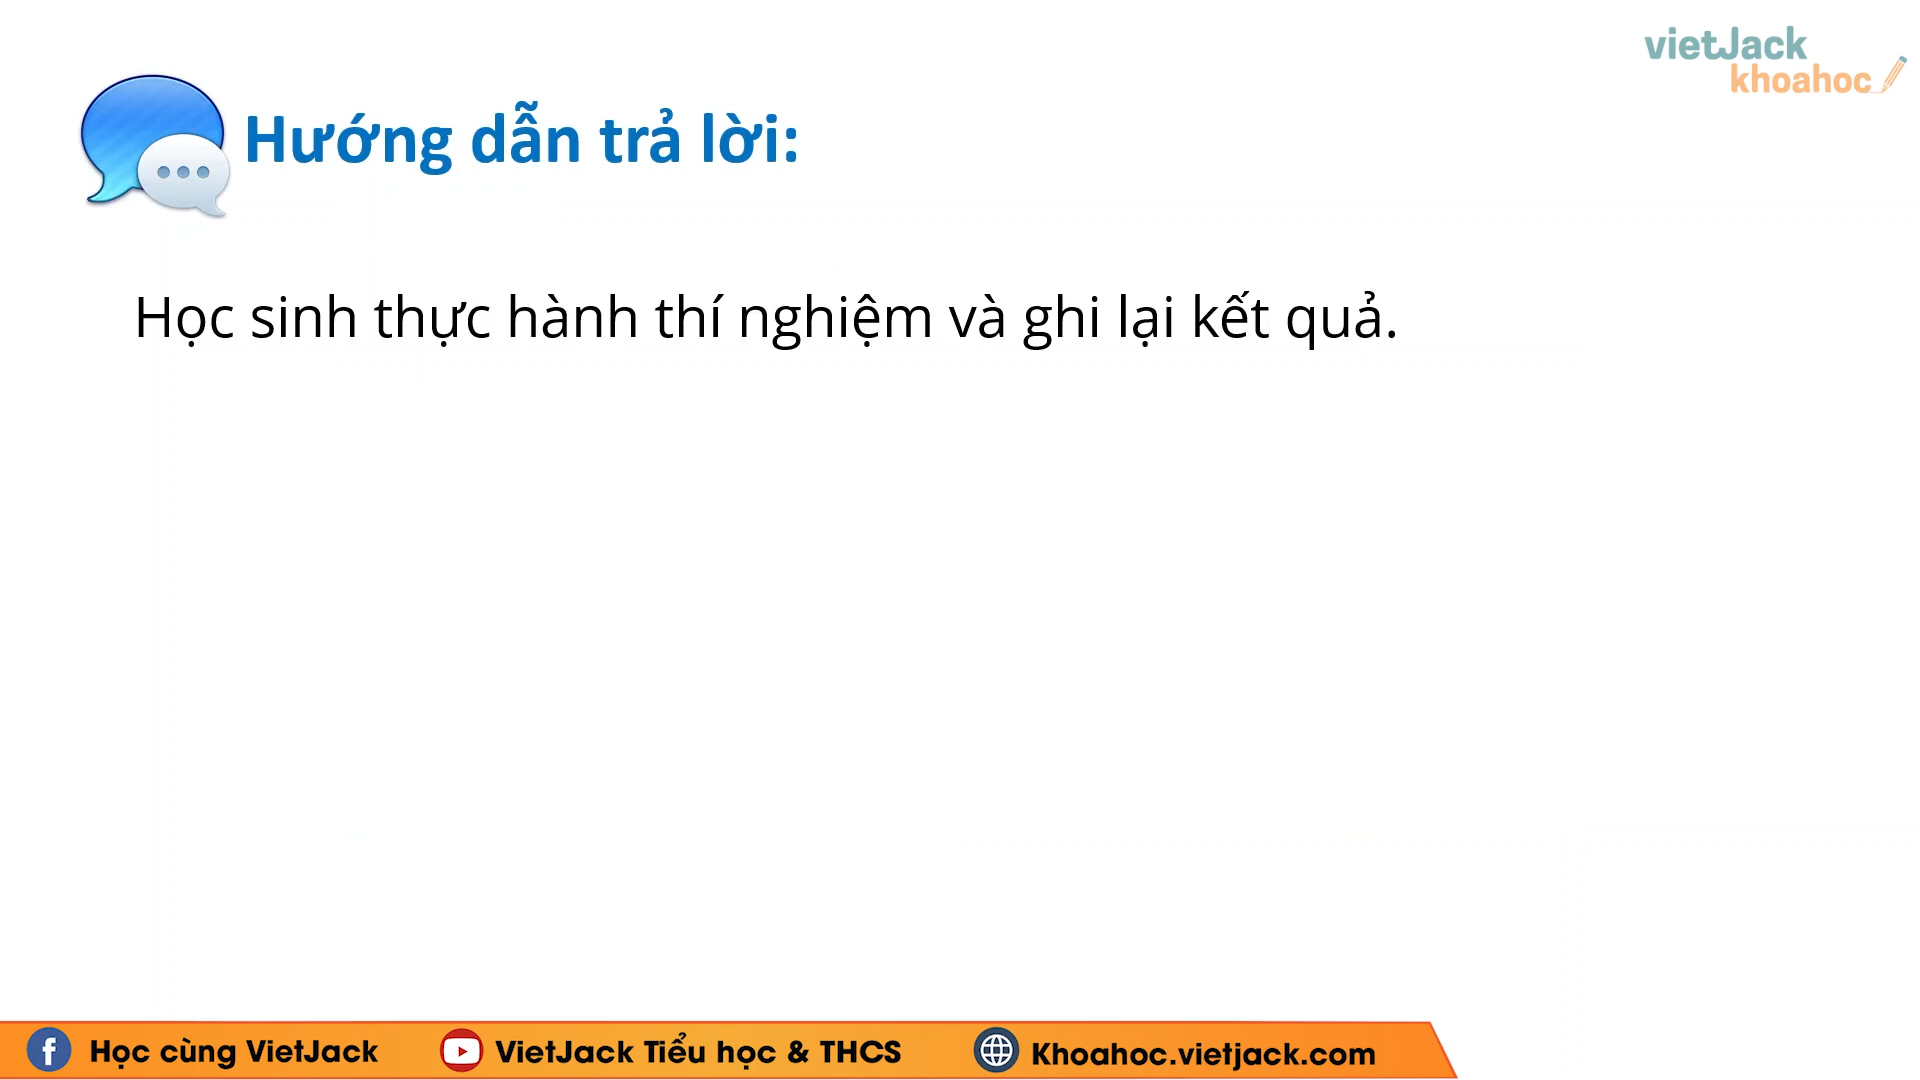 vietJack
khoahoc
Hướng dẫn trả lời:
Học sinh thực hành thí nghiệm và ghi lại kết quả.
Học cùng VietJack
VietJack Tiểu học & THCS
Khoahoc.vietjack.com